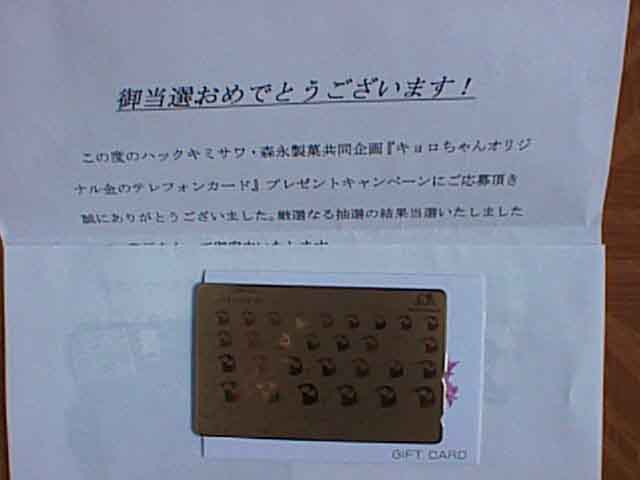 御当選おめでとうございます！
この度のハックキミサワ・森永製菓共同企画『キョロちゃんオリジ
ナル金のテレフォンカード』プレゼントキャンペーンにご応募頂き
誠にありがとうございました。厳選なる抽選の結果当選いたしました
GIFT CARD